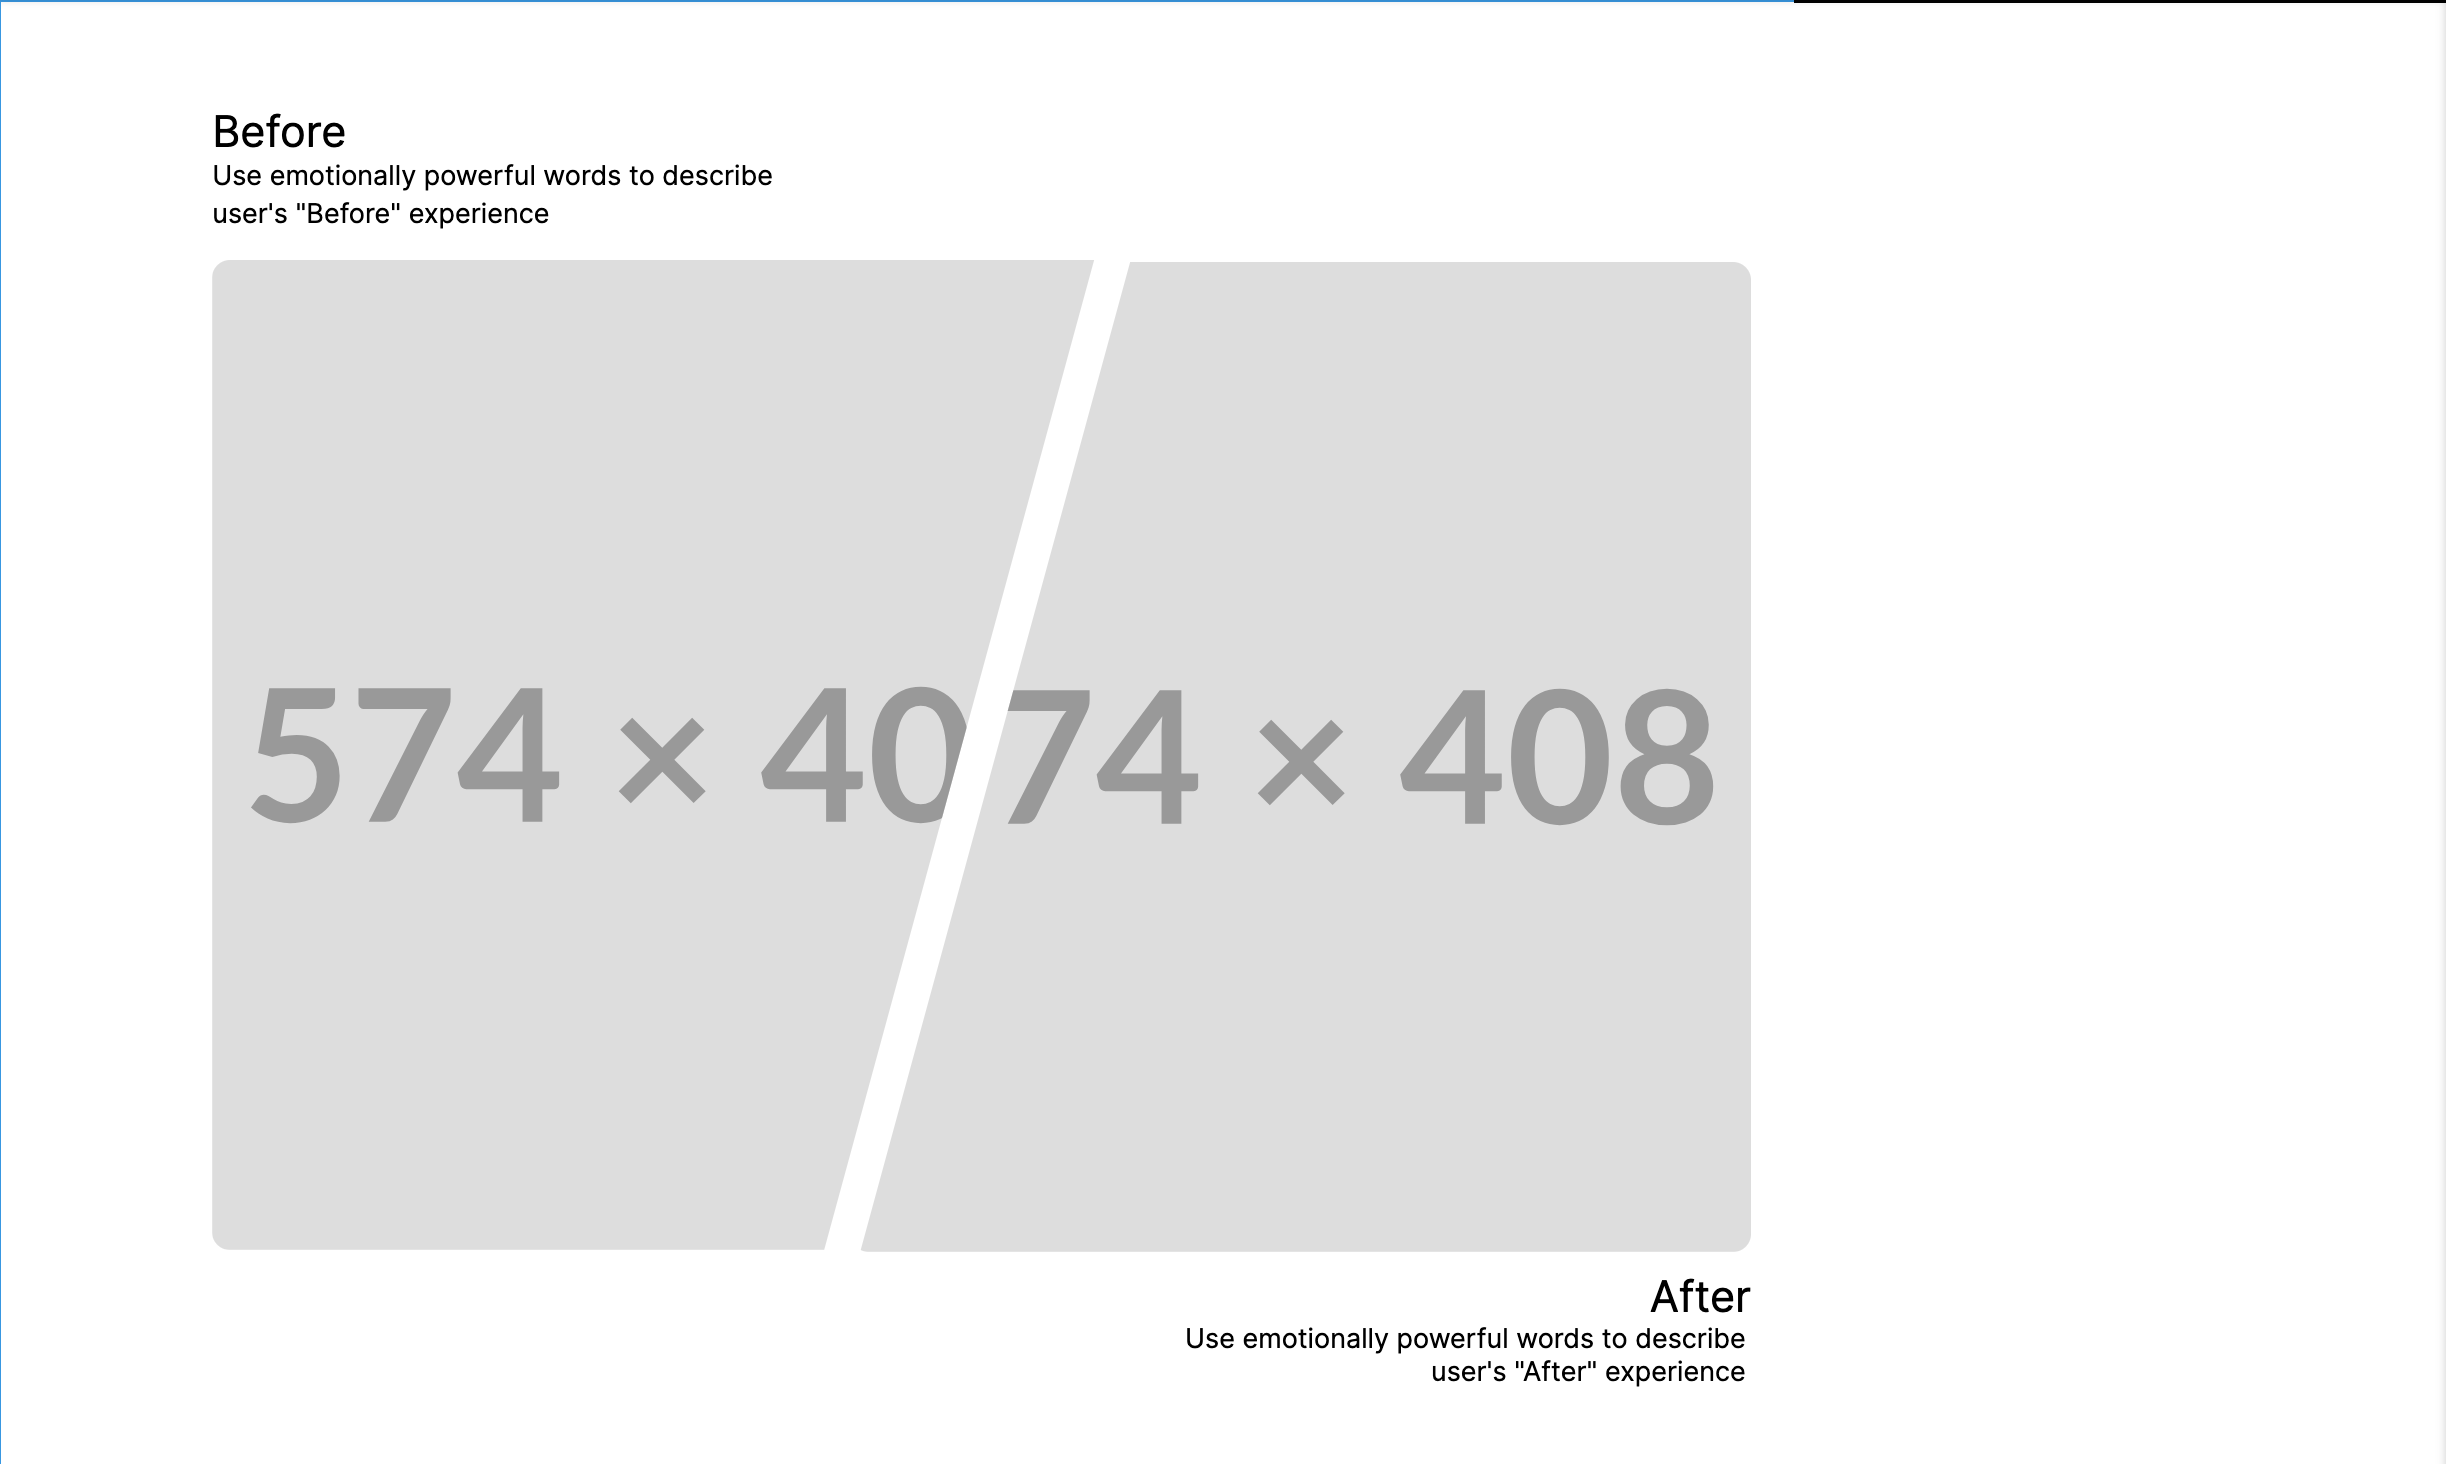 Before
Use emotionally powerful words to describe
user's "Before" experience
574 × 40
74 × 408
After
Use emotionally powerful words to describe
user's "After" experience